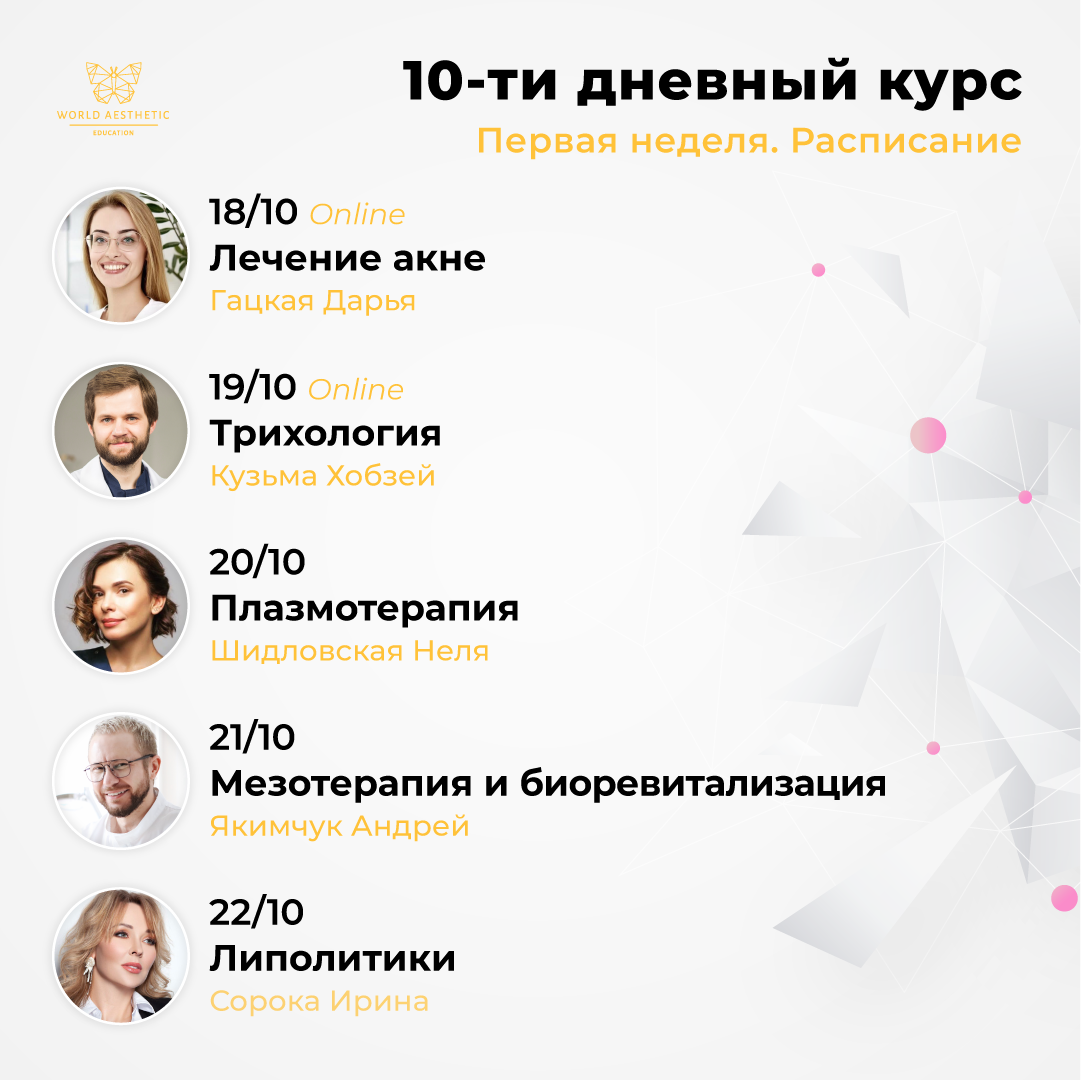 WORLD AESTHETIC
EDUCATION
10-ти дневный курс
Первая неделя. Расписание
18/10 Online
Лечение акне
Гацкая Дарья
19/10 Online
Трихология
Кузьма Хобзей
20/10
Плазмотерапия
Шидловская Неля
21/10
Мезотерапия и биоревитализация
Якимчук Андрей
22/10
Липолитики
Сорока Ирина